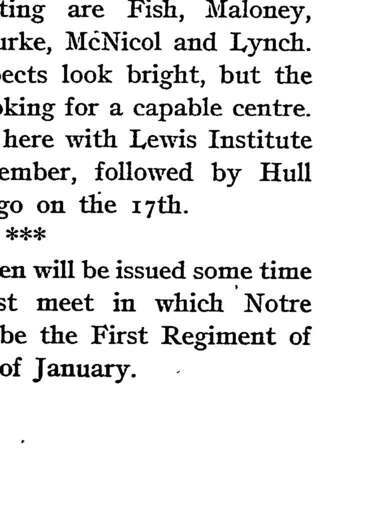 ting are Fish, Maloney,
urke, McNicol and Lynch.
ects look bright, but the
king for a capable centre.
here with Lewis Institute
ember, followed by Hull
go on the 17th.
***
en will be issued some time
st meet in which Notre
be the First Regiment of
of January.